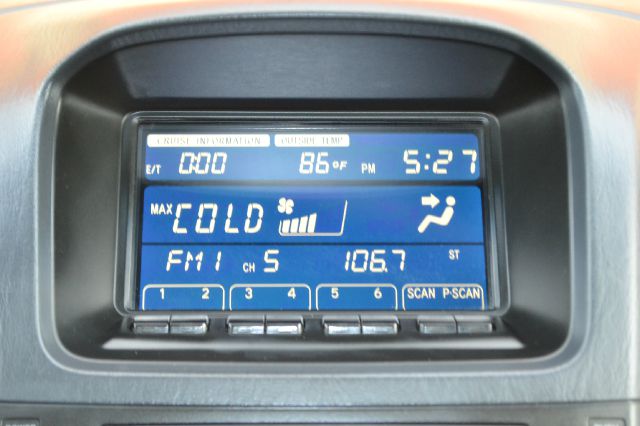 CRUISE INFORMATION OUTSIDE TEMP
E/T 0:00 86°F PM 5:27
MAX COLD
FM1 CH 5 106.7 ST
1 2 3 4 5 6 SCAN P·SCAN